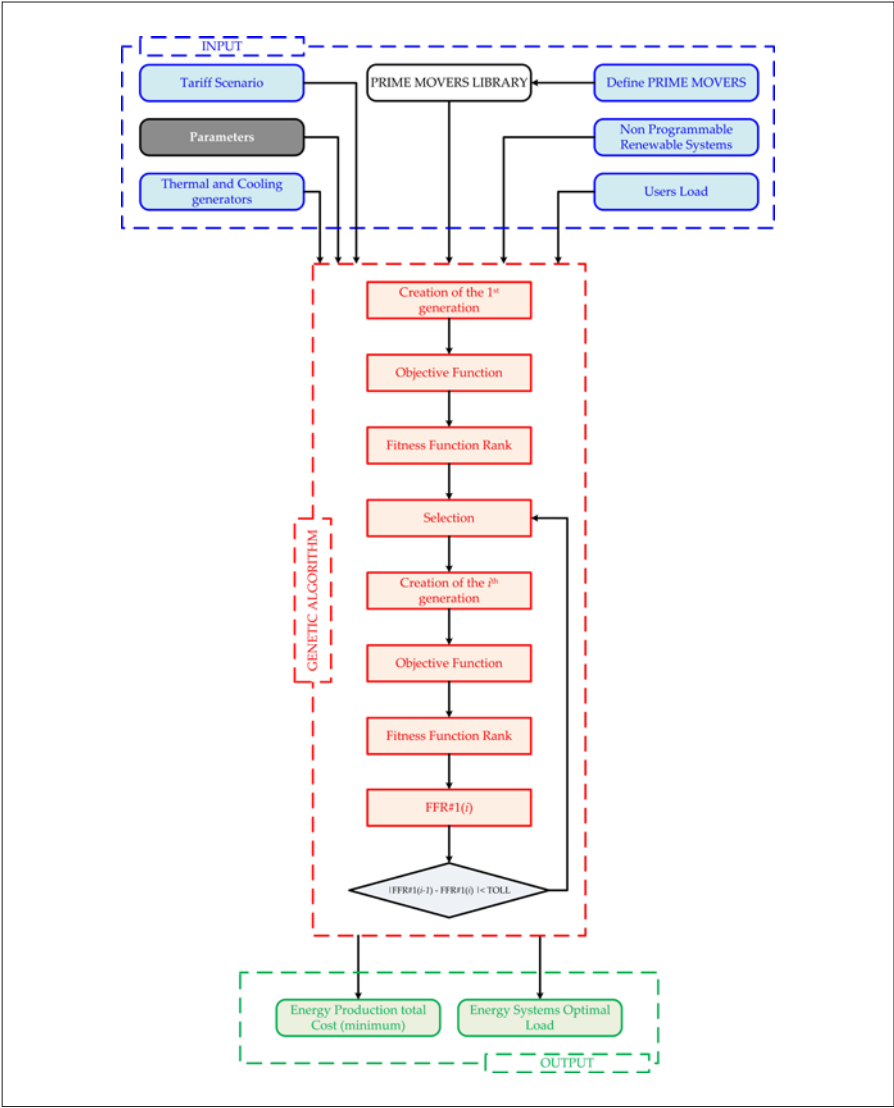 INPUT
Tariff Scenario
PRIME MOVERS LIBRARY
Define PRIME MOVERS
Parameters
Non Programmable
Renewable Systems
Thermal and Cooling
generators
Users Load
Creation of the 1st
generation
Objective Function
Fitness Function Rank
Selection
GENETIC ALGORITHM
Creation of the ith
generation
Objective Function
Fitness Function Rank
FFR#1(i)
|FFR#1(i-1) - FFR#1(i) |< TOLL
Energy Production total
Cost (minimum)
Energy Systems Optimal
Load
OUTPUT